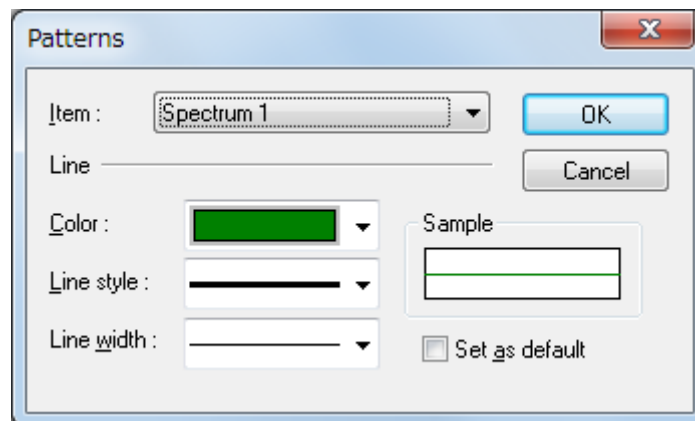 Patterns
Item :
Spectrum 1
OK
Line
Cancel
Color :
Sample
Line style :
Line width :
Set as default